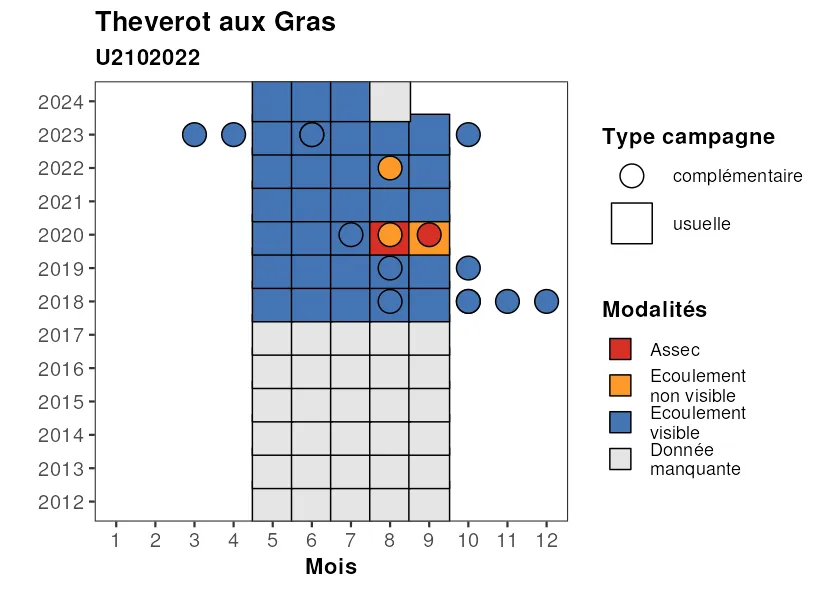 Theverot aux Gras
U2102022
2024
2023
2022
2021
2020
2019
2018
2017
2016
2015
2014
2013
2012
1 2 3 4 5 6 7 8 9 10 11 12
Mois
Type campagne
complémentaire
usuelle
Modalités
Assec
Ecoulement
non visible
Ecoulement
visible
Donnée
manquante